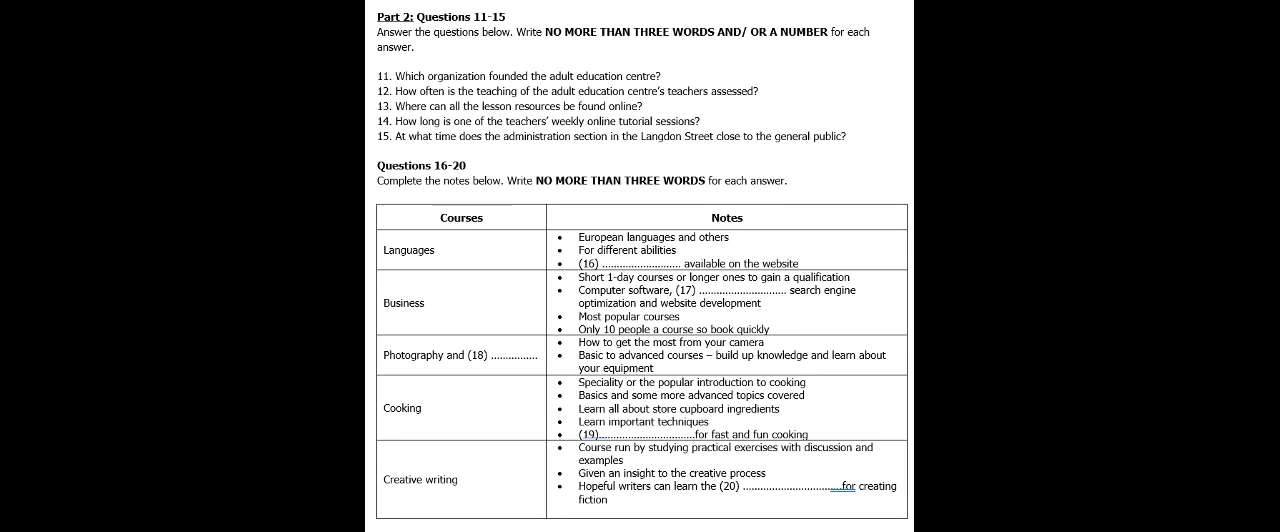 Part 2: Questions 11-15
Answer the questions below. Write NO MORE THAN THREE WORDS AND/ OR A NUMBER for each
answer.
11. Which organization founded the adult education centre?
12. How often is the teaching of the adult education centre's teachers assessed?
13. Where can all the lesson resources be found online?
14. How long is one of the teachers' weekly online tutorial sessions?
15. At what time does the administration section in the Langdon Street close to the general public?
Questions 16-20
Complete the notes below. Write NO MORE THAN THREE WORDS for each answer.
Courses
Notes
Languages
• European languages and others
• For different abilities
• (16) ........................... available on the website
Business
• Short 1-day courses or longer ones to gain a qualification
• Computer software, (17) .............................. search engine
optimization and website development
• Most popular courses
• Only 10 people a course so book quickly
Photography and (18) ................
• How to get the most from your camera
• Basic to advanced courses – build up knowledge and learn about
your equipment
Cooking
• Speciality or the popular introduction to cooking
• Basics and some more advanced topics covered
• Learn all about store cupboard ingredients
• Learn important techniques
• (19).................................for fast and fun cooking
Creative writing
• Course run by studying practical exercises with discussion and
examples
• Given an insight to the creative process
• Hopeful writers can learn the (20) ..................................for creating
fiction